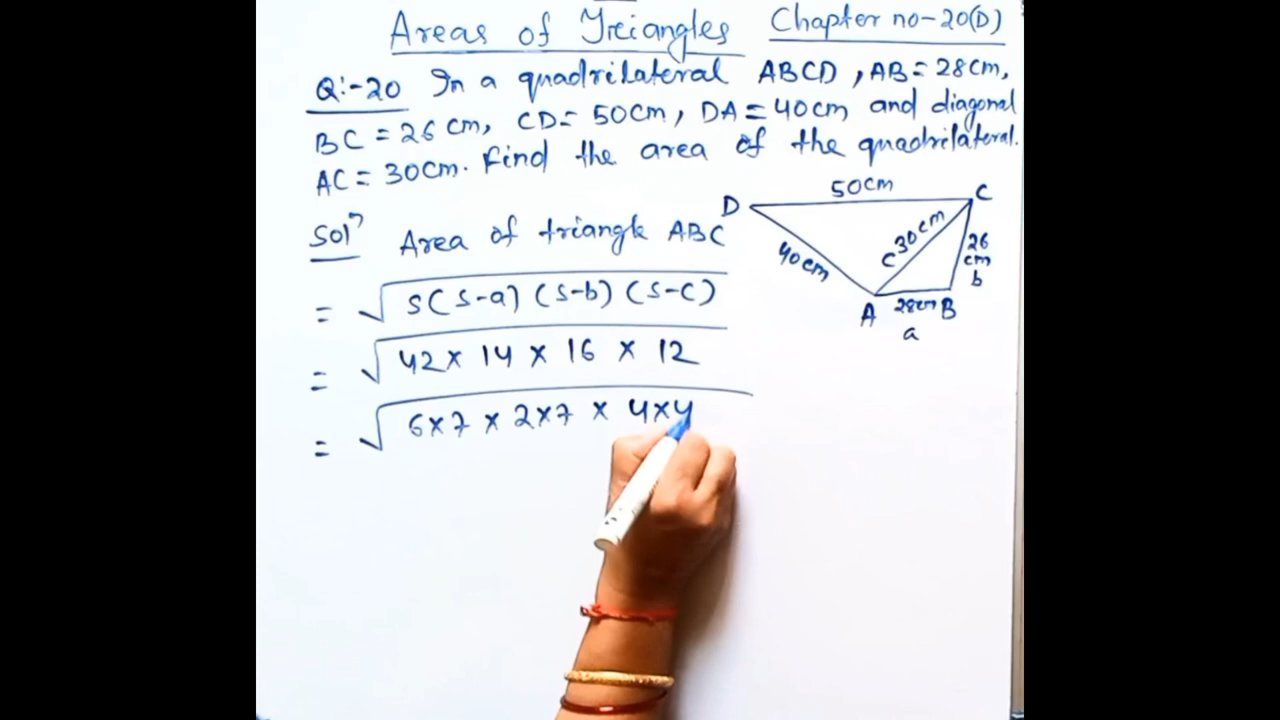 Areas of Triangles Chapter no-20(D)
Q:-20 In a quadrilateral ABCD, AB = 28cm,
BC = 26 cm, CD = 50cm, DA = 40cm and diagonal
AC = 30cm. Find the area of the quadrilateral.
Solⁿ Area of triangle ABC
= √s(s-a) (s-b) (s-c)
= √42 × 14 × 16 × 12
= √6×7 × 2×7 × 4×4
D 50cm C
40cm C 30cm 26 cm b
A 28cm B
a